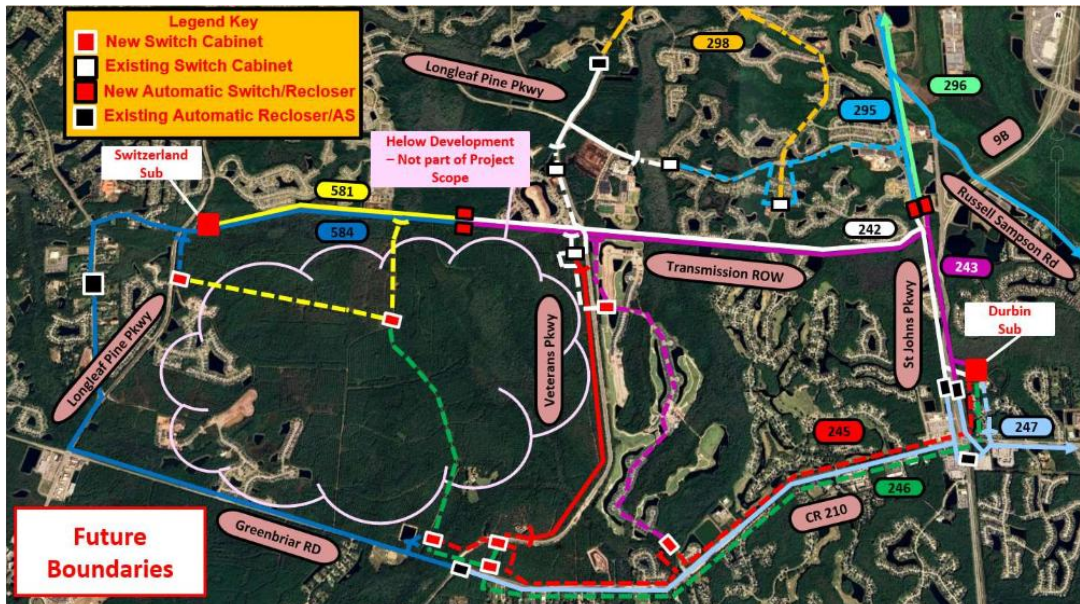 Legend Key
New Switch Cabinet
Existing Switch Cabinet
New Automatic Switch/Recloser
Existing Automatic Recloser/AS
298
Longleaf Pine Pkwy
296
295
9B
Helow Development
– Not part of Project
Scope
Switzerland
Sub
581
584
242
Russell Sampson Rd
243
Transmission ROW
St Johns Pkwy
Durbin
Sub
Longleaf Pine Pkwy
Veterans Pkwy
245
247
246
CR 210
Greenbriar RD
Future
Boundaries
N